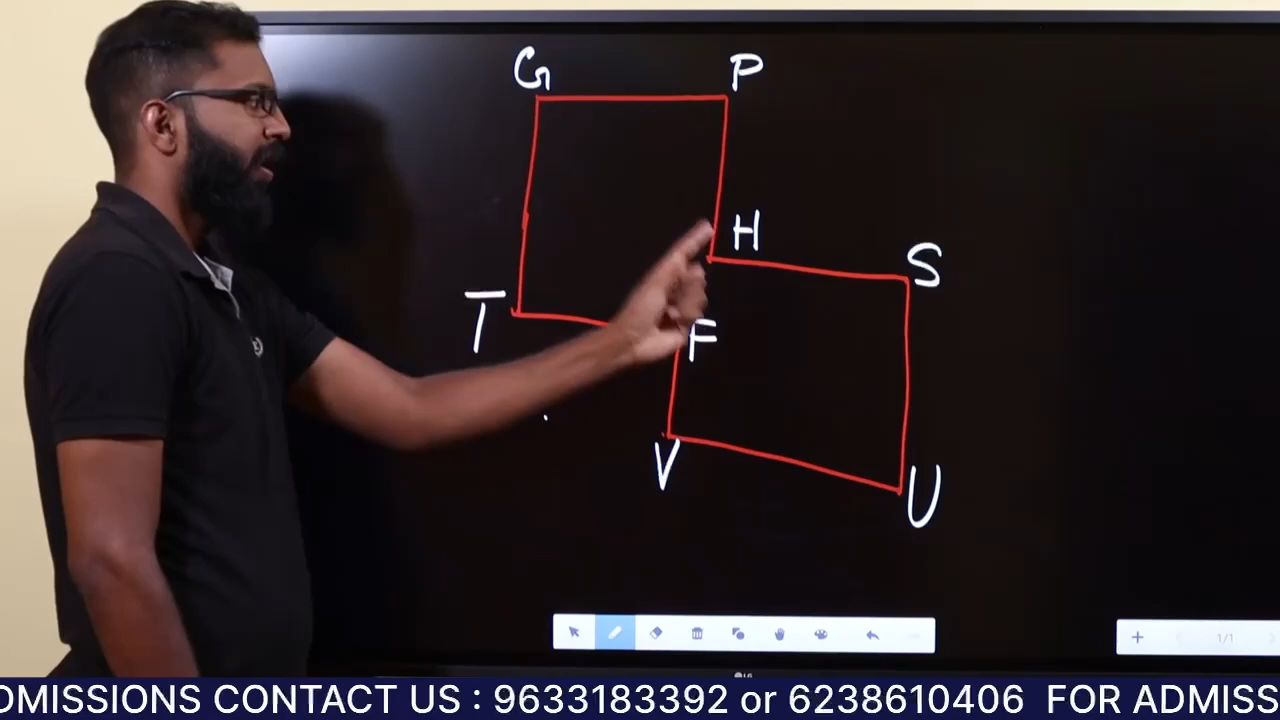 G P
H S
T F
V U
1/1
DMISSIONS CONTACT US : 9633183392 or 6238610406 FOR ADMISS